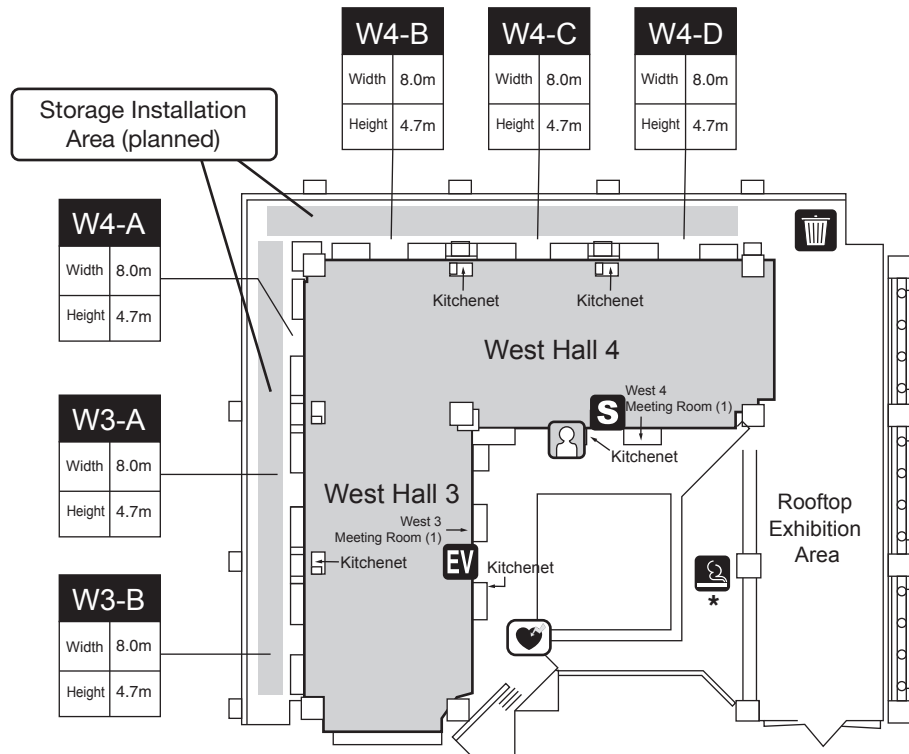 W4-B
Width 8.0m
Height 4.7m
W4-C
Width 8.0m
Height 4.7m
W4-D
Width 8.0m
Height 4.7m
Storage Installation
Area (planned)
W4-A
Width 8.0m
Height 4.7m
Kitchenet
Kitchenet
West Hall 4
West 4
Meeting Room (1)
S
Kitchenet
W3-A
Width 8.0m
Height 4.7m
West Hall 3
West 3
Meeting Room (1)
Kitchenet
EV
Kitchenet
Rooftop
Exhibition
Area
*
W3-B
Width 8.0m
Height 4.7m